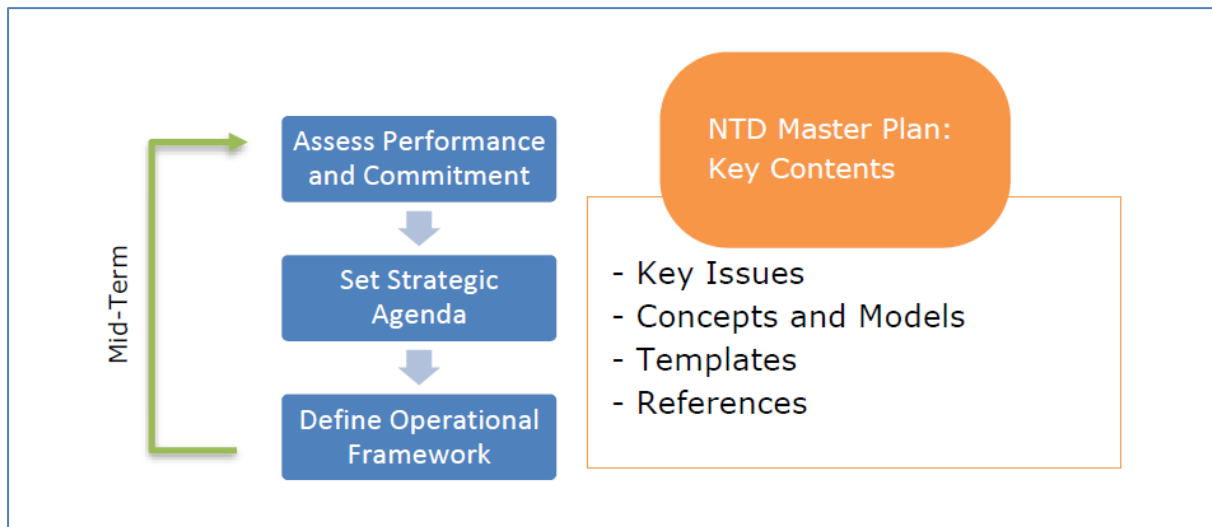 Assess Performance
and Commitment
Set Strategic
Agenda
Define Operational
Framework
Mid-Term
NTD Master Plan:
Key Contents
- Key Issues
- Concepts and Models
- Templates
- References